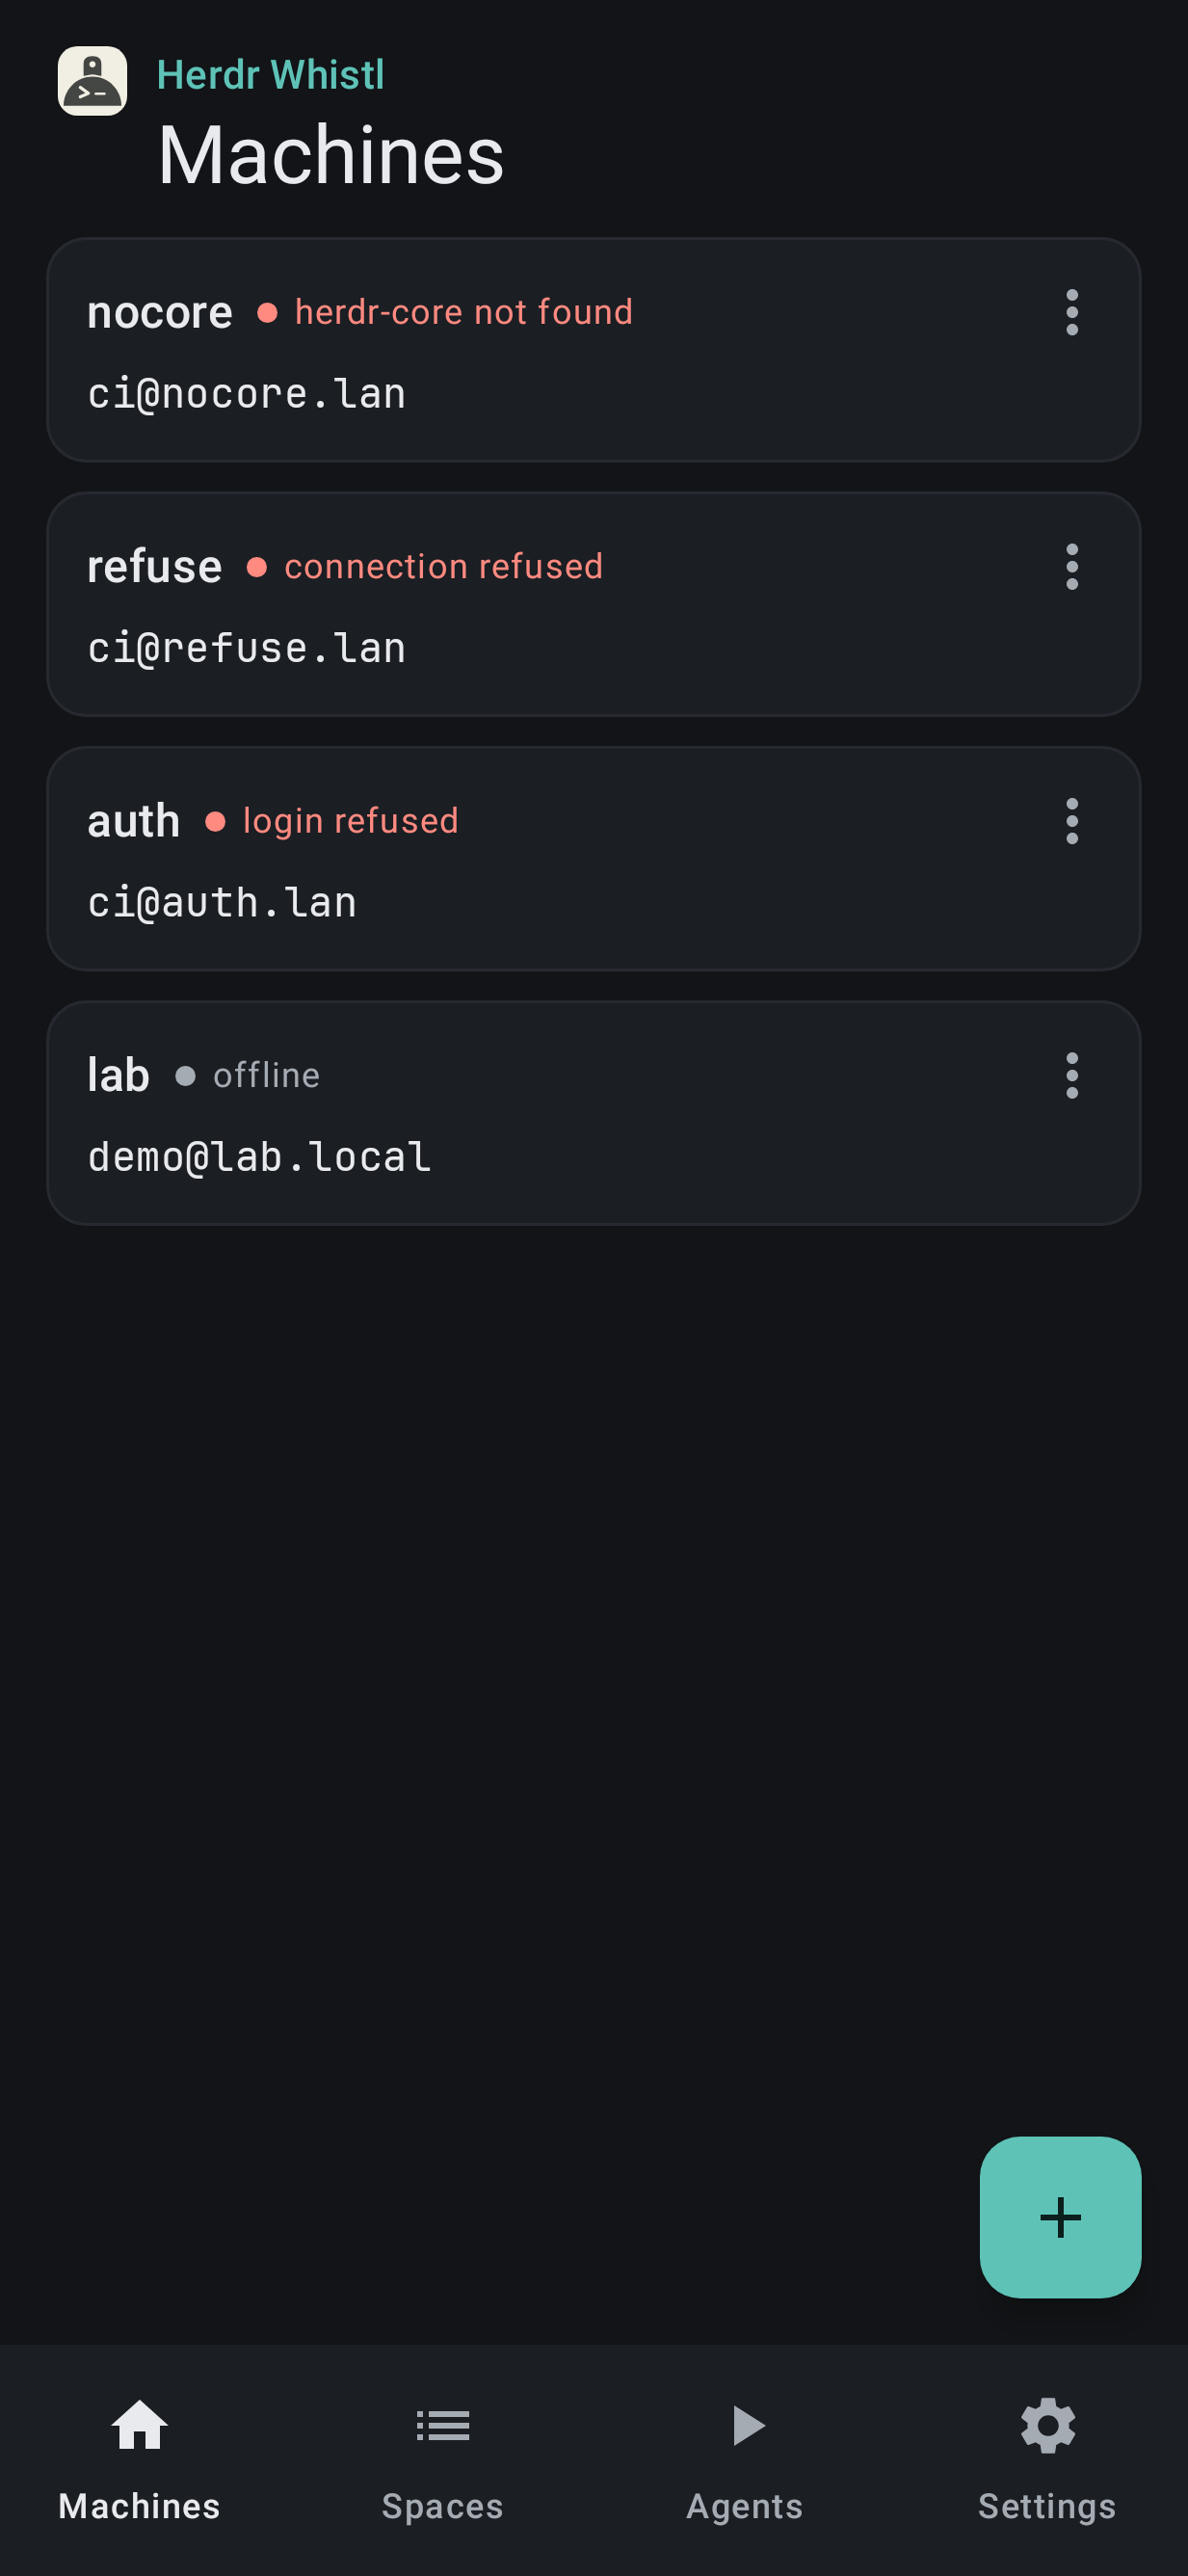 Herdr Whistl
Machines
nocore herdr-core not found
ci@nocore.lan
refuse connection refused
ci@refuse.lan
auth login refused
ci@auth.lan
lab offline
demo@lab.local
Machines Spaces Agents Settings